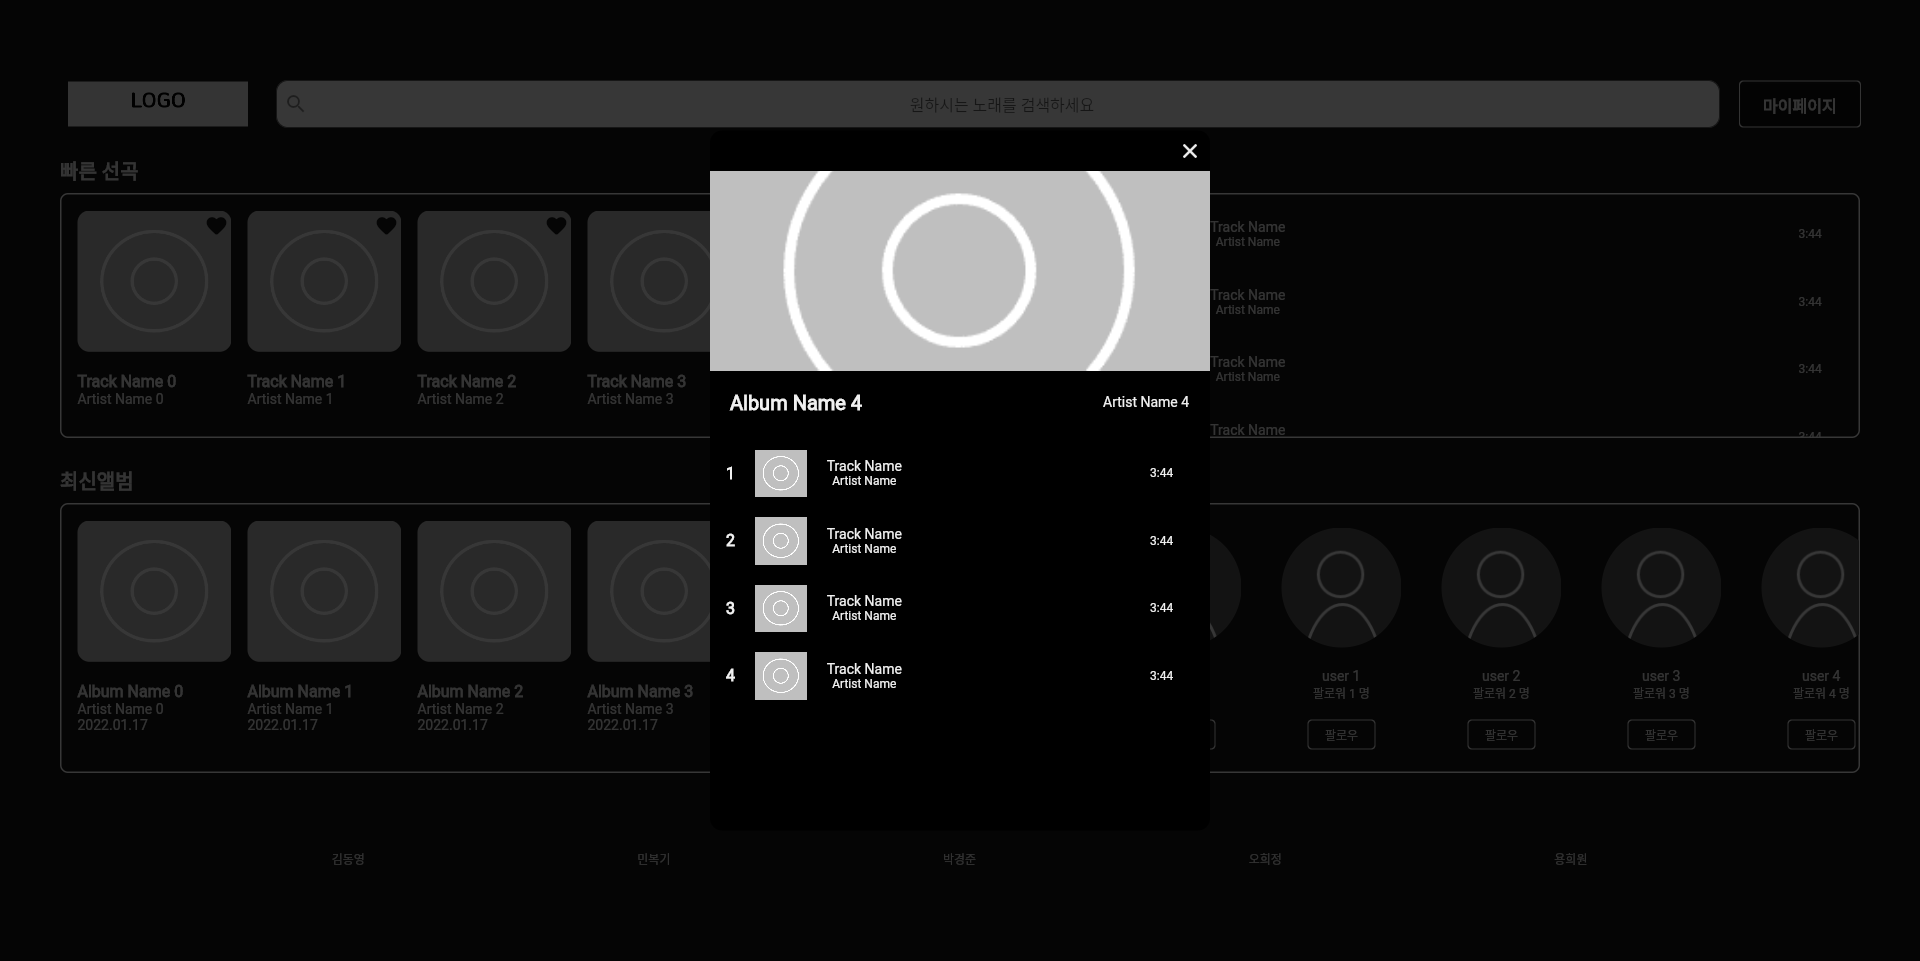 LOGO
원하시는 노래를 검색하세요
마이페이지
빠른 선곡
Track Name 0
Artist Name 0
Track Name 1
Artist Name 1
Track Name 2
Artist Name 2
Track Name 3
Artist Name 3
Track Name
Artist Name
3:44
Track Name
Artist Name
3:44
Track Name
Artist Name
3:44
Track Name
3:44
Album Name 4
Artist Name 4
1
Track Name
Artist Name
3:44
2
Track Name
Artist Name
3:44
3
Track Name
Artist Name
3:44
4
Track Name
Artist Name
3:44
최신앨범
Album Name 0
Artist Name 0
2022.01.17
Album Name 1
Artist Name 1
2022.01.17
Album Name 2
Artist Name 2
2022.01.17
Album Name 3
Artist Name 3
2022.01.17
user 1
팔로워 1 명
팔로우
user 2
팔로워 2 명
팔로우
user 3
팔로워 3 명
팔로우
user 4
팔로워 4 명
팔로우
김동영
민복기
박경준
오희정
용희원